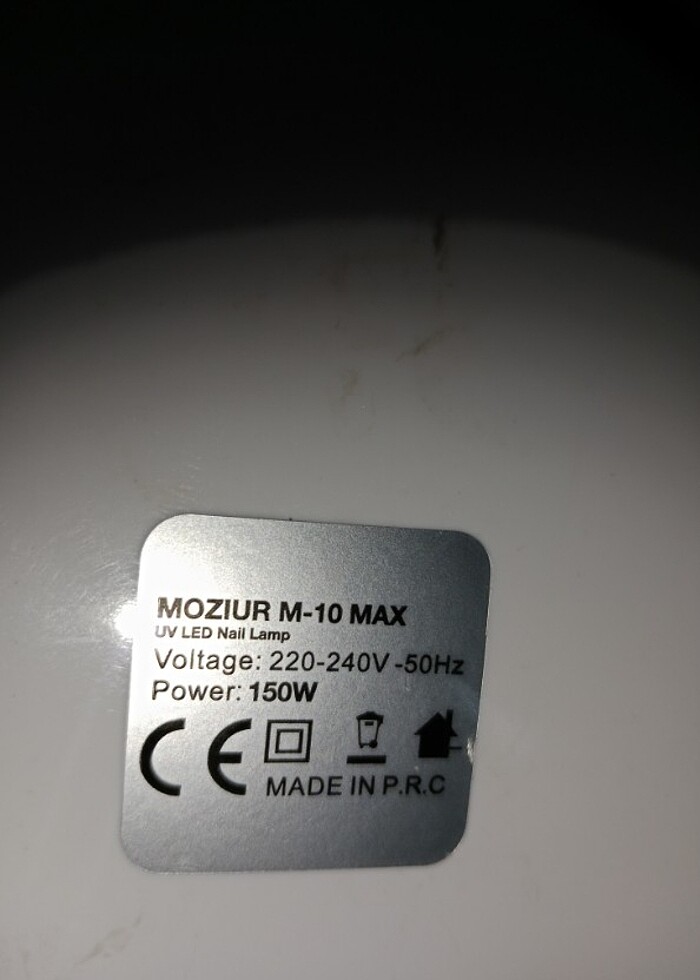 MOZIUR M-10 MAX
UV LED Nail Lamp
Voltage: 220-240V -50Hz
Power: 150W
CE
MADE IN P.R.C